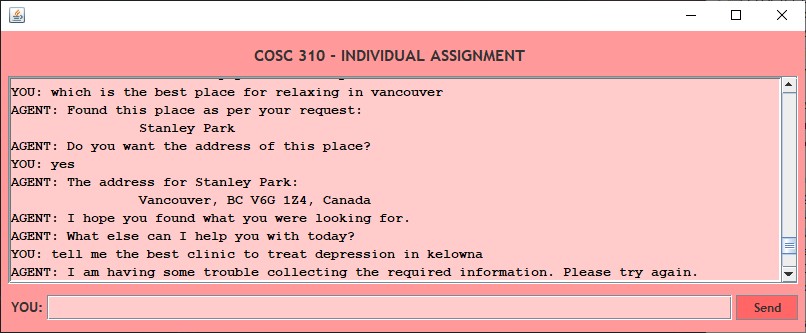 COSC 310 - INDIVIDUAL ASSIGNMENT
YOU: which is the best place for relaxing in vancouver
AGENT: Found this place as per your request:
Stanley Park
AGENT: Do you want the address of this place?
YOU: yes
AGENT: The address for Stanley Park:
Vancouver, BC V6G 1Z4, Canada
AGENT: I hope you found what you were looking for.
AGENT: What else can I help you with today?
YOU: tell me the best clinic to treat depression in kelowna
AGENT: I am having some trouble collecting the required information. Please try again.
YOU:
Send